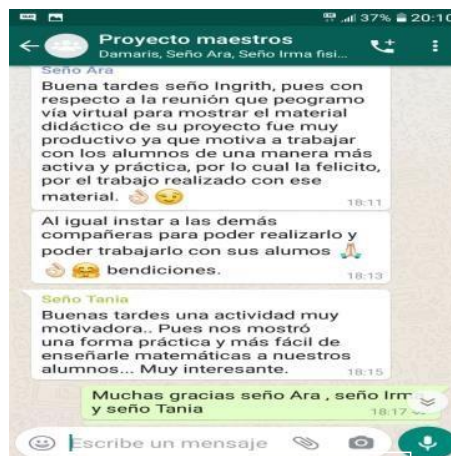 37% 20:10
Proyecto maestros
Damaris, Seño Ara, Seño Irma fisi...
Seño Ara
Buena tardes seño Ingrith, pues con
respecto a la reunión que peogramo
vía virtual para mostrar el material
didáctico de su proyecto fue muy
productivo ya que motiva a trabajar
con los alumnos de una manera más
activa y práctica, por lo cual la felicito,
por el trabajo realizado con ese
material. 👌🏻😉
18:11
Al igual instar a las demás
compañeras para poder realizarlo y
poder trabajarlo con sus alumos 🙏🏻
👌🏻🤗 bendiciones.
18:13
Seño Tania
Buenas tardes una actividad muy
motivadora.. Pues nos mostró
una forma práctica y más fácil de
enseñarle matemáticas a nuestros
alumnos... Muy interesante.
18:15
Muchas gracias seño Ara , seño Irm
y seño Tania
18:17
Escribe un mensaje